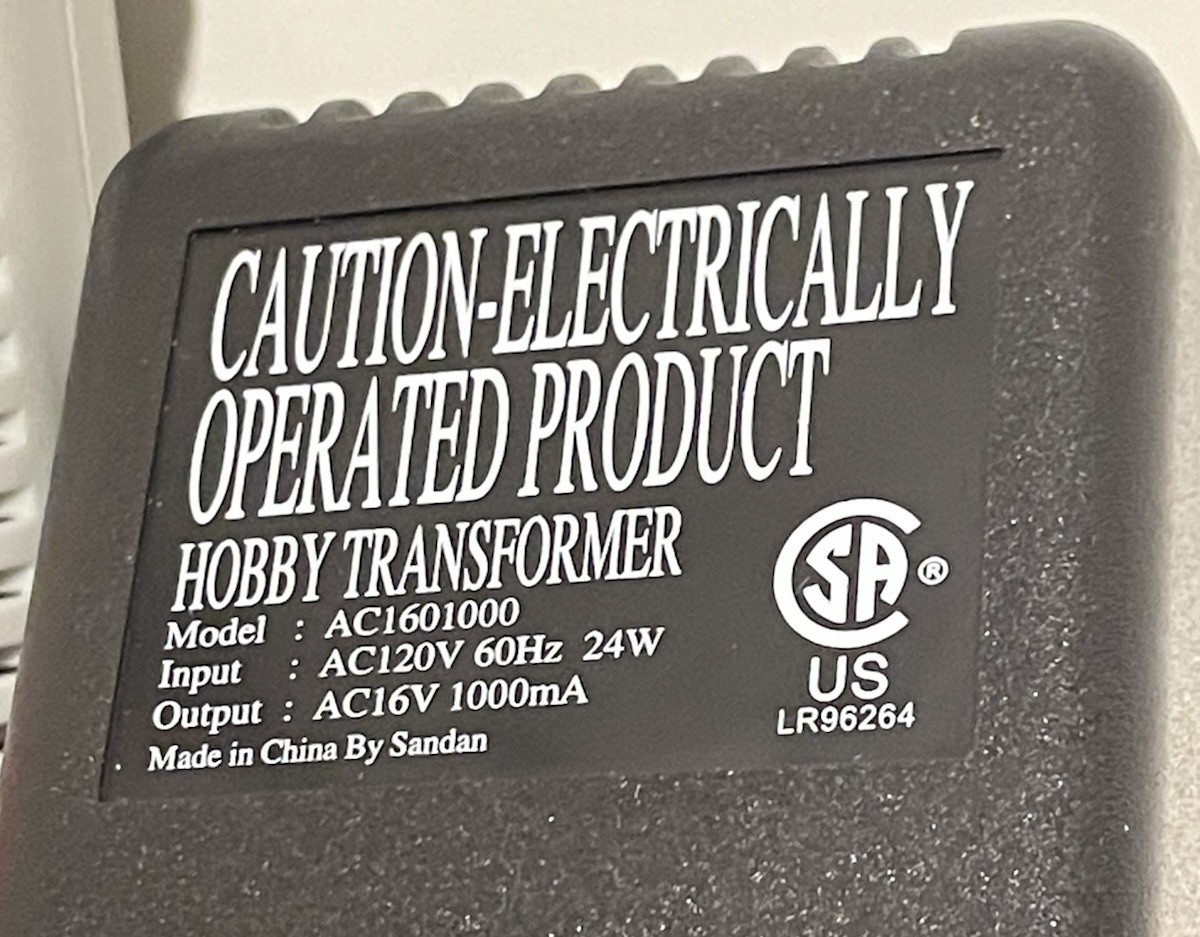 CAUTION-ELECTRICALLY
OPERATED PRODUCT
HOBBY TRANSFORMER
Model : AC1601000
Input : AC120V 60Hz 24W
Output : AC16V 1000mA
Made in China By Sandan
CSA ®
US
LR96264